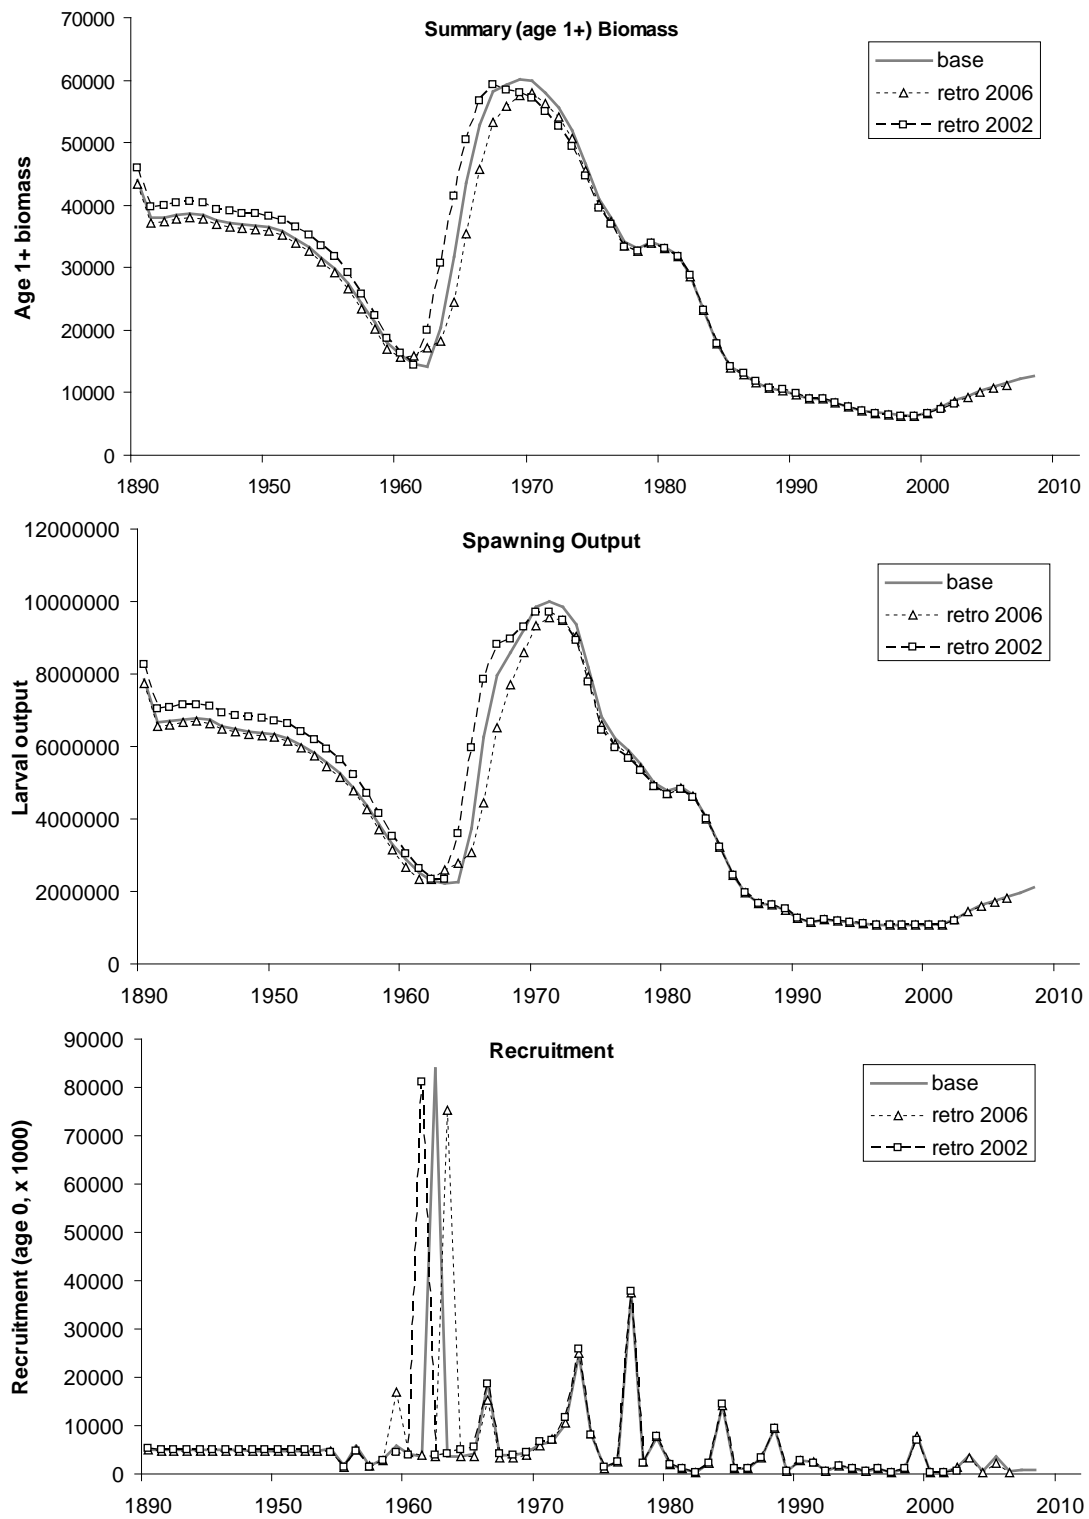 Summary (age 1+) Biomass
Age 1+ biomass
70000
60000
50000
40000
30000
20000
10000
0
base
retro 2006
retro 2002
1890 1950 1960 1970 1980 1990 2000 2010
Spawning Output
Larval output
12000000
10000000
8000000
6000000
4000000
2000000
0
base
retro 2006
retro 2002
1890 1950 1960 1970 1980 1990 2000 2010
Recruitment
Recruitment (age 0, x 1000)
90000
80000
70000
60000
50000
40000
30000
20000
10000
0
base
retro 2006
retro 2002
1890 1950 1960 1970 1980 1990 2000 2010